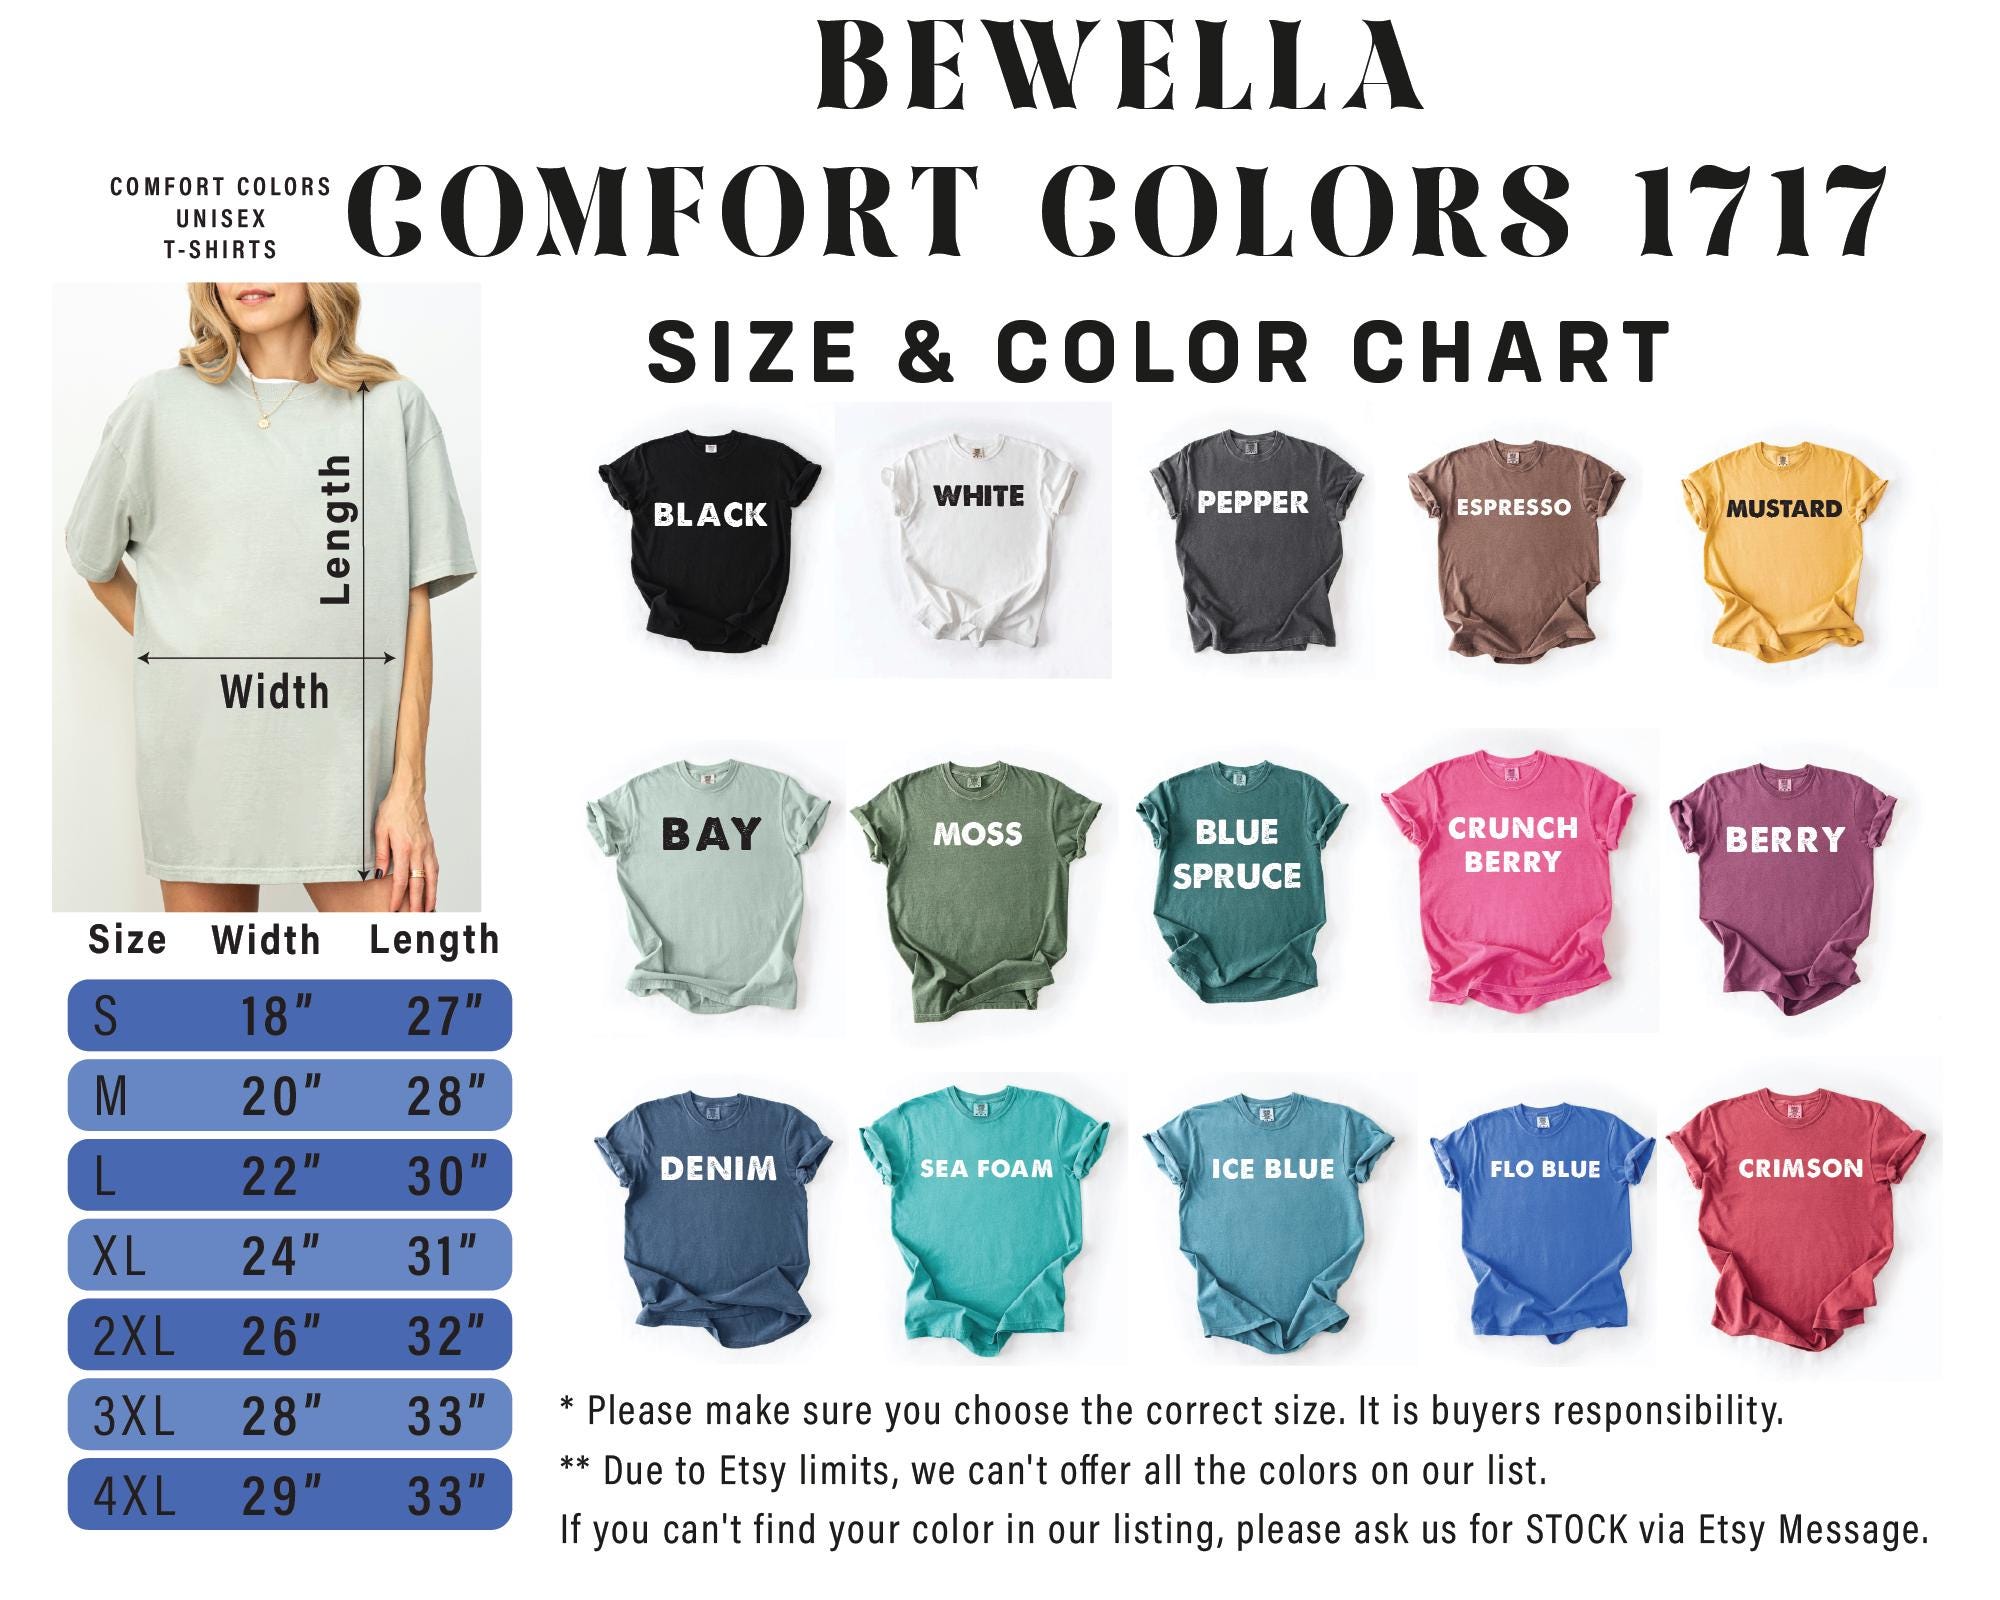 BEWELLA
COMFORT COLORS
UNISEX
T-SHIRTS
COMFORT COLORS 1717
SIZE & COLOR CHART
Length
Width
BLACK
WHITE
PEPPER
ESPRESSO
MUSTARD
BAY
MOSS
BLUE
SPRUCE
CRUNCH
BERRY
BERRY
DENIM
SEA FOAM
ICE BLUE
FLO BLUE
CRIMSON
Size Width Length
S 18” 27”
M 20” 28”
L 22” 30”
XL 24” 31”
2XL 26” 32”
3XL 28” 33”
4XL 29” 33”
* Please make sure you choose the correct size. It is buyers responsibility.
** Due to Etsy limits, we can't offer all the colors on our list.
If you can't find your color in our listing, please ask us for STOCK via Etsy Message.